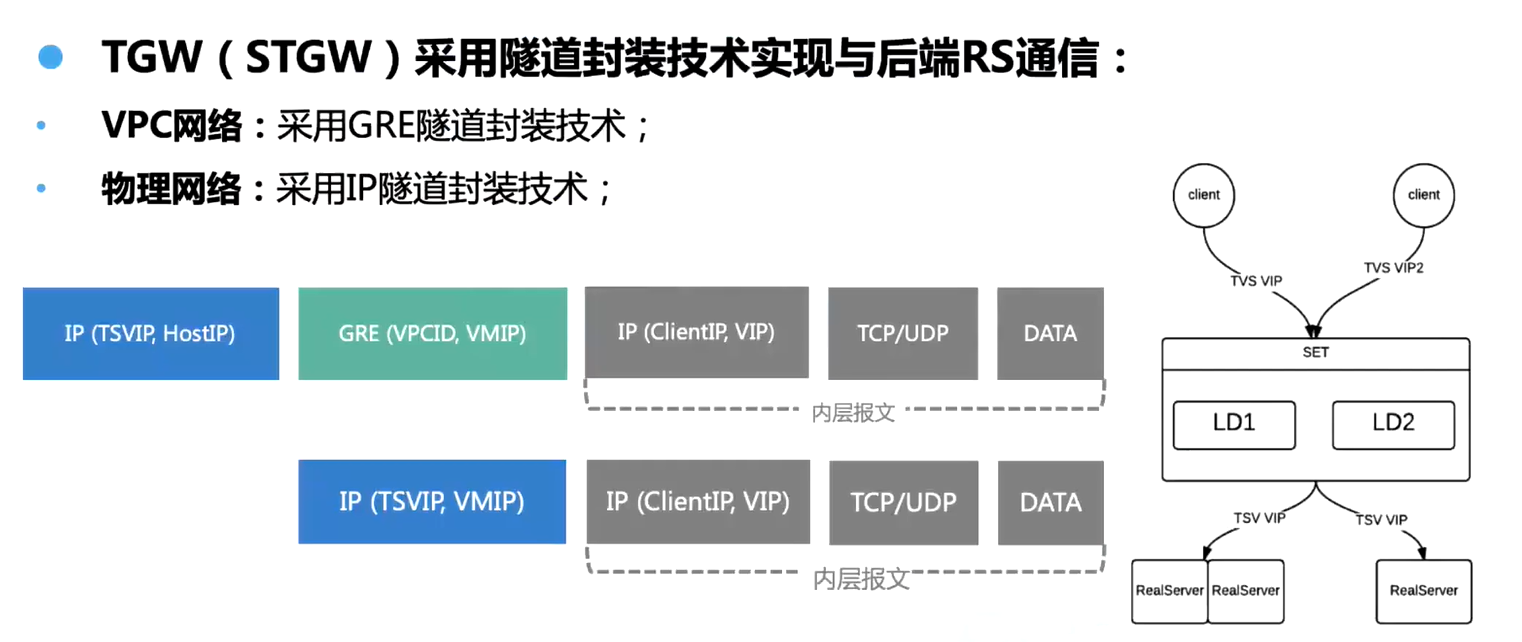 TGW（STGW）采用隧道封装技术实现与后端RS通信：
VPC网络：采用GRE隧道封装技术；
物理网络：采用IP隧道封装技术；
IP (TSVIP, HostIP)
GRE (VPCID, VMIP)
IP (ClientIP, VIP)
TCP/UDP
DATA
内层报文
IP (TSVIP, VMIP)
IP (ClientIP, VIP)
TCP/UDP
DATA
内层报文
client
client
TVS VIP
TVS VIP2
SET
LD1
LD2
TSV VIP
TSV VIP
RealServer
RealServer
RealServer